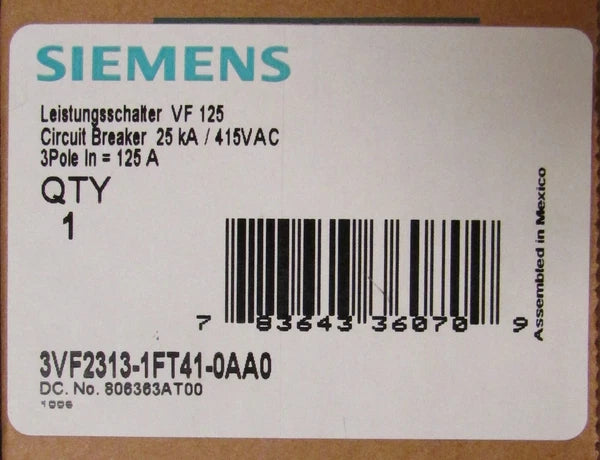 SIEMENS
Leistungsschalter VF 125
Circuit Breaker 25 kA / 415VAC
3Pole In = 125 A
QTY
1
7 83643 36070 9
Assembled in Mexico
3VF2313-1FT41-0AA0
DC. No. 806363AT00
1006